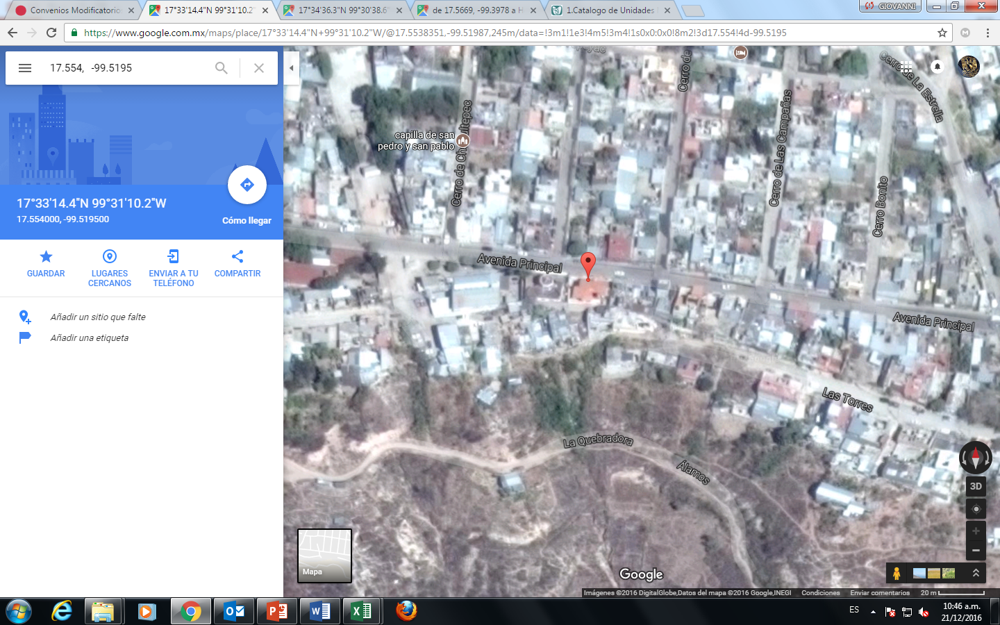 Convenios Modificatorio
17°33'14.4"N 99°31'10.2"
17°34'36.3"N 99°30'38.6"
de 17.5669, -99.3978 a H
1.Catalogo de Unidades
GIOVANNI
https://www.google.com.mx/maps/place/17°33'14.4"N+99°31'10.2"W/@17.5538351,-99.51987,245m/data=!3m1!1e3!4m5!3m4!1s0x0:0x0!8m2!3d17.554!4d-99.5195
17.554, -99.5195
17°33'14.4"N 99°31'10.2"W
17.554000, -99.519500
Cómo llegar
GUARDAR
LUGARES CERCANOS
ENVIAR A TU TELÉFONO
COMPARTIR
Añadir un sitio que falte
Añadir una etiqueta
capilla de san
pedro y san pablo
Cerro de
Cerro de Las Campañas
Cerro de La Estrella
Cerro Bonito
Avenida Principal
Avenida Principal
Las Torres
La Quebradora
Álamos
3D
Mapa
Google
Imágenes ©2016 DigitalGlobe,Datos del mapa ©2016 Google,INEGI Condiciones Enviar comentarios 20 m
ES
10:46 a.m.
21/12/2016